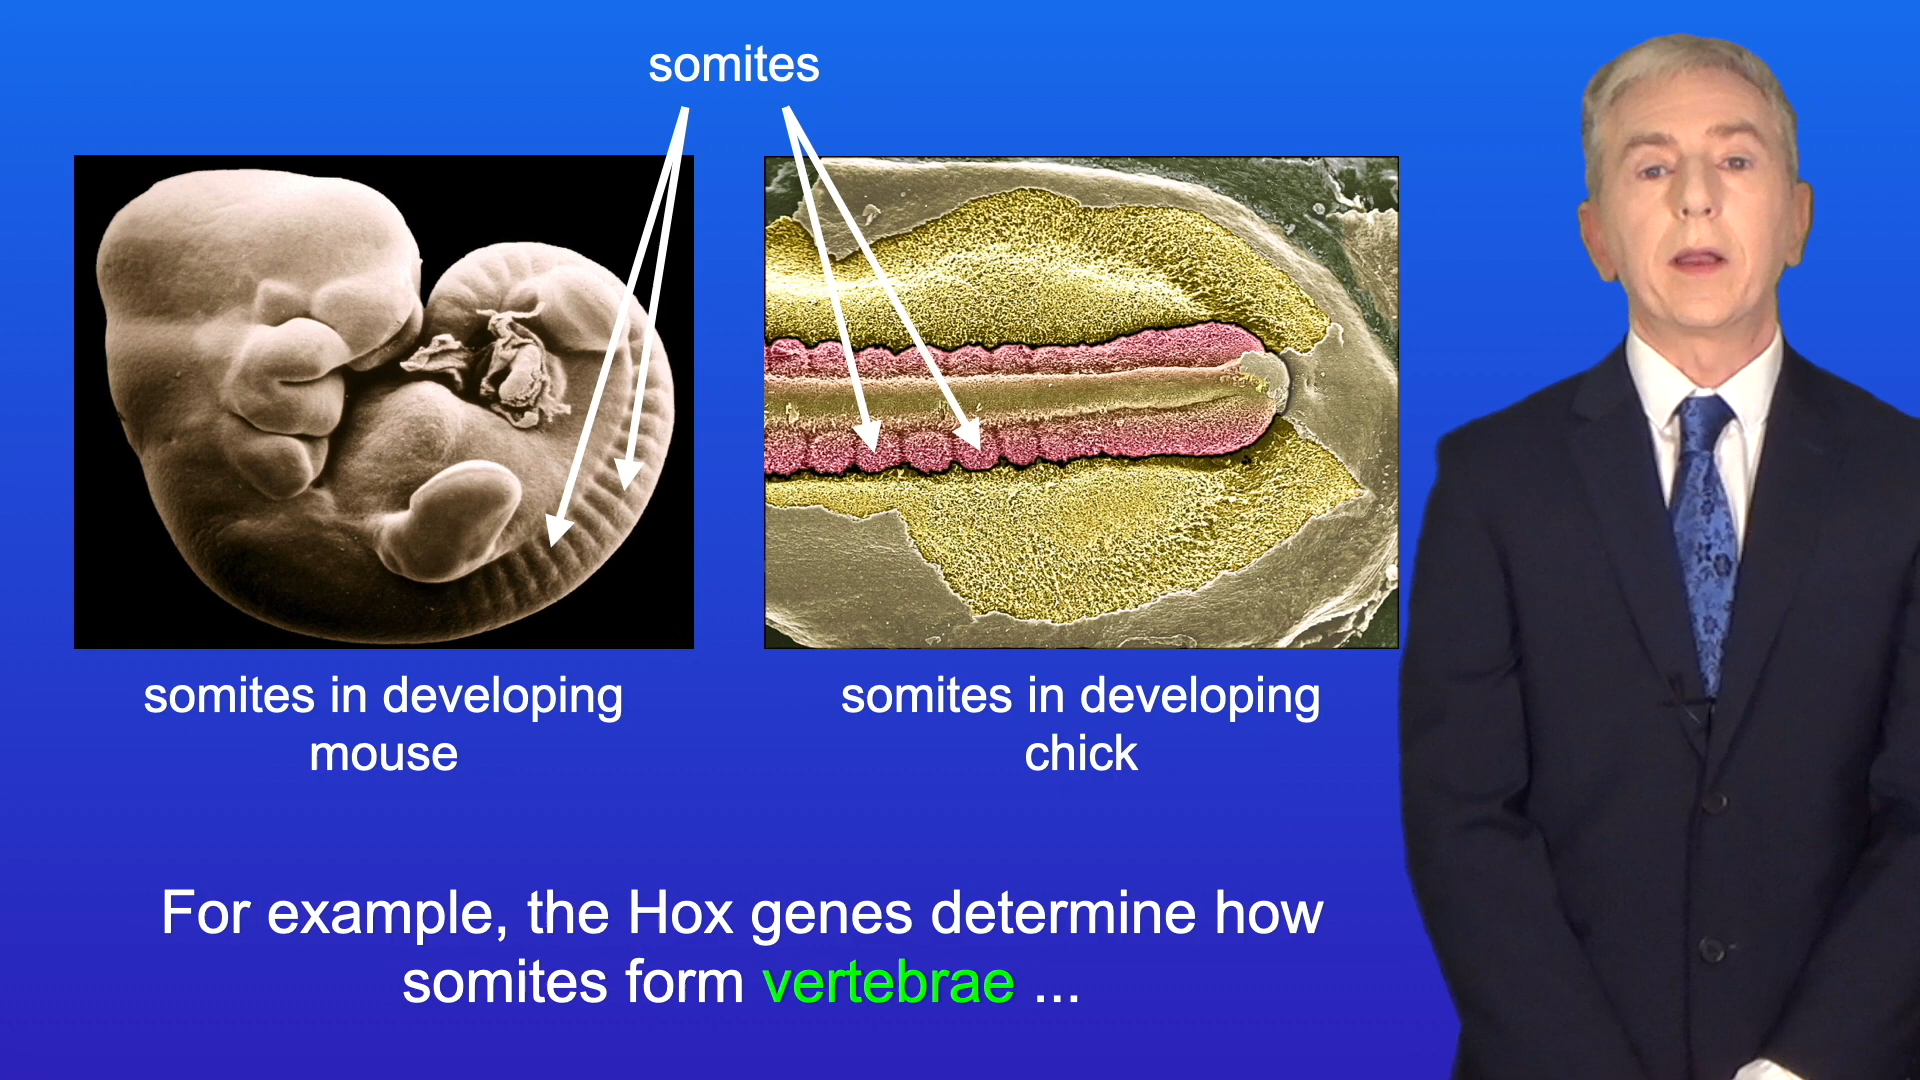 somites
somites in developing
mouse
somites in developing
chick
For example, the Hox genes determine how
somites form vertebrae ...